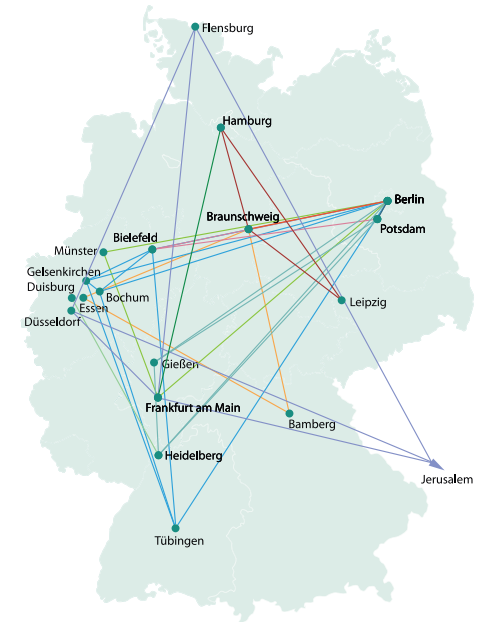 Flensburg
Hamburg
Berlin
Braunschweig
Potsdam
Bielefeld
Münster
Gelsenkirchen
Duisburg
Bochum
Leipzig
Essen
Düsseldorf
Gießen
Frankfurt am Main
Bamberg
Heidelberg
Jerusalem
Tübingen